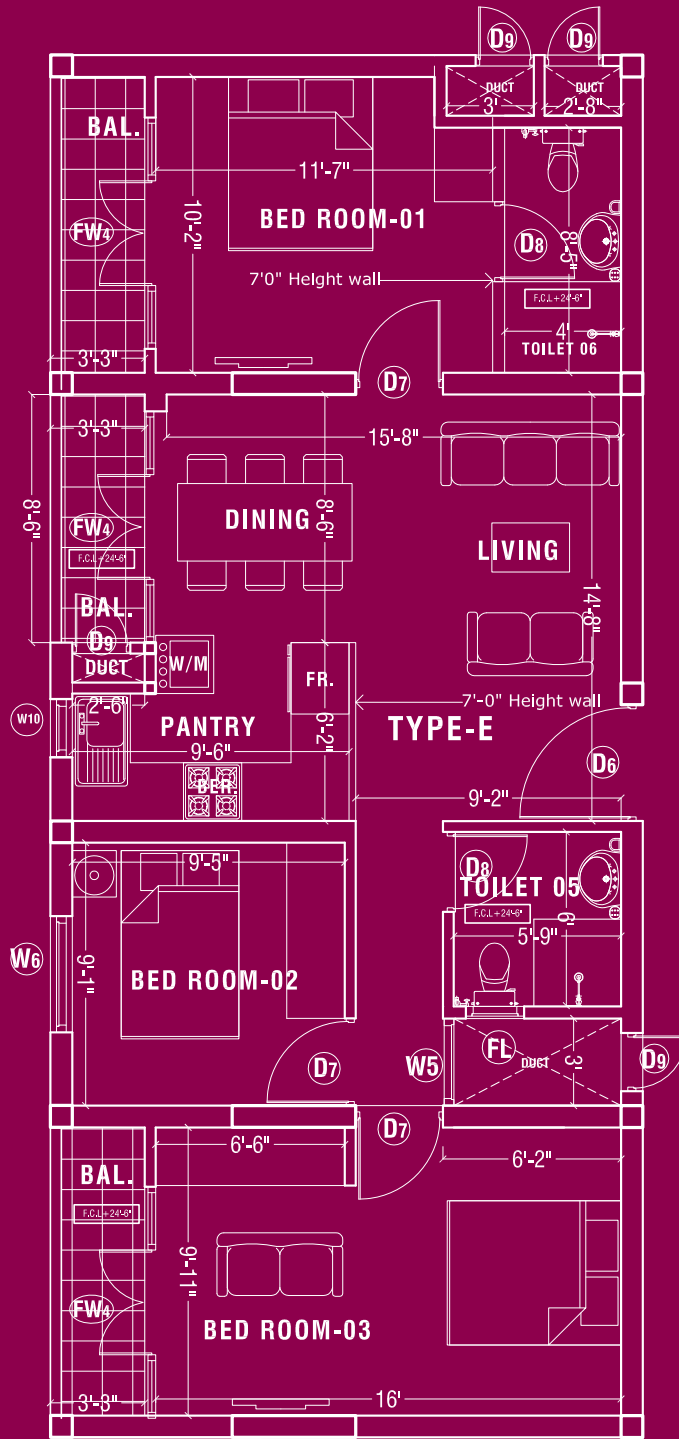 D9
D9
DUCT
3'
DUCT
2'-8"
BAL.
11'-7"
10'-2"
BED ROOM-01
FW4
D8
8'-5"
7'0" Height wall
F.C.L+24'-6"
4'
TOILET 06
3'-3"
D7
3'-3"
15'-8"
8'-6"
DINING
8'-6"
LIVING
FW4
F.C.L+24'-6"
14'-8"
BAL.
D9
DUCT
W/M
FR.
2'-6"
7'-0" Height wall
W10
PANTRY
6'-2"
TYPE-E
9'-6"
D6
BER.
9'-2"
9'-5"
D8
TOILET 05
F.C.L+24'-6"
6'
5'-9"
W6
9'-1"
BED ROOM-02
FL
DUCT
3'
D7
W5
D9
D7
6'-6"
6'-2"
BAL.
F.C.L+24'-6"
9'-11"
FW4
BED ROOM-03
3'-3"
16'